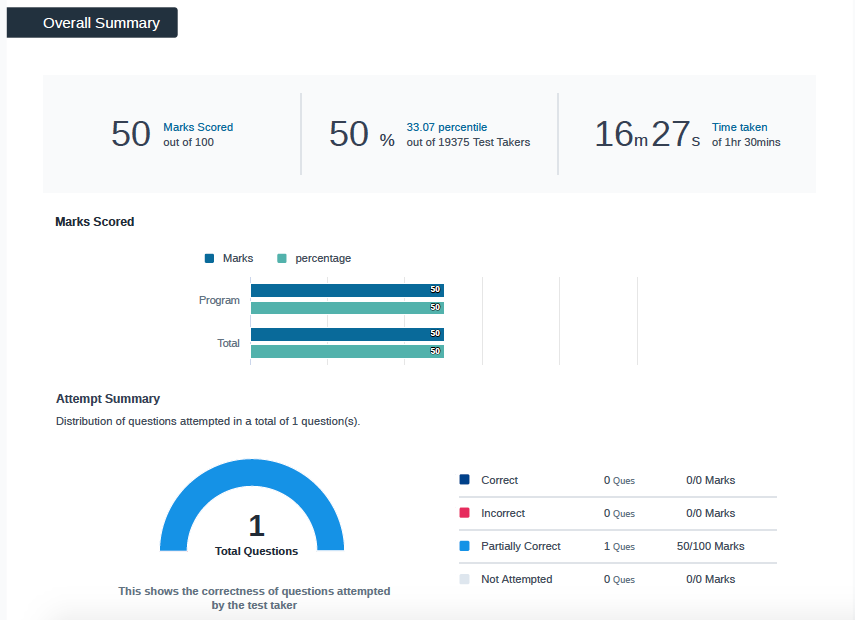 Overall Summary
50 Marks Scored
out of 100
50 % 33.07 percentile
out of 19375 Test Takers
16m 27s Time taken
of 1hr 30mins
Marks Scored
Marks percentage
Program 50
50
Total 50
50
Attempt Summary
Distribution of questions attempted in a total of 1 question(s).
1
Total Questions
This shows the correctness of questions attempted
by the test taker
Correct 0 Ques 0/0 Marks
Incorrect 0 Ques 0/0 Marks
Partially Correct 1 Ques 50/100 Marks
Not Attempted 0 Ques 0/0 Marks